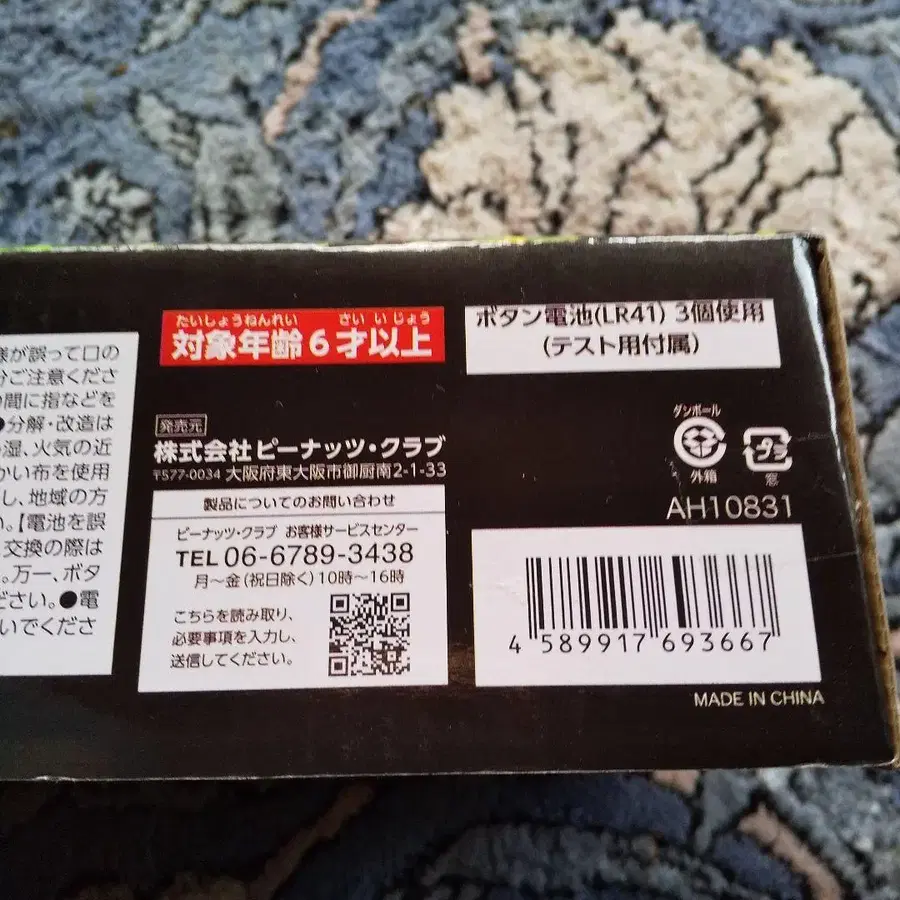 様が誤って口の
分ご注意くださ
間に指などを
●分解・改造は
湿、火気の近
かい布を使用
し、地域の方
い。【電池を誤
交換の際は
。万一、ボタ
ださい。●電
いでくださ
たいしょうねんれい さい い じょう
対象年齢6才以上
発売元
株式会社ピーナッツ・クラブ
〒577-0034 大阪府東大阪市御厨南2-1-33
製品についてのお問い合わせ
ピーナッツ・クラブ お客様サービスセンター
TEL 06-6789-3438
月～金(祝日除く)10時～16時
こちらを読み取り、
必要事項を入力し、
送信してください。
ボタン電池(LR41) 3個使用
(テスト用付属)
ダンボール
外箱
プラ
窓
AH10831
4 589917 693667
MADE IN CHINA